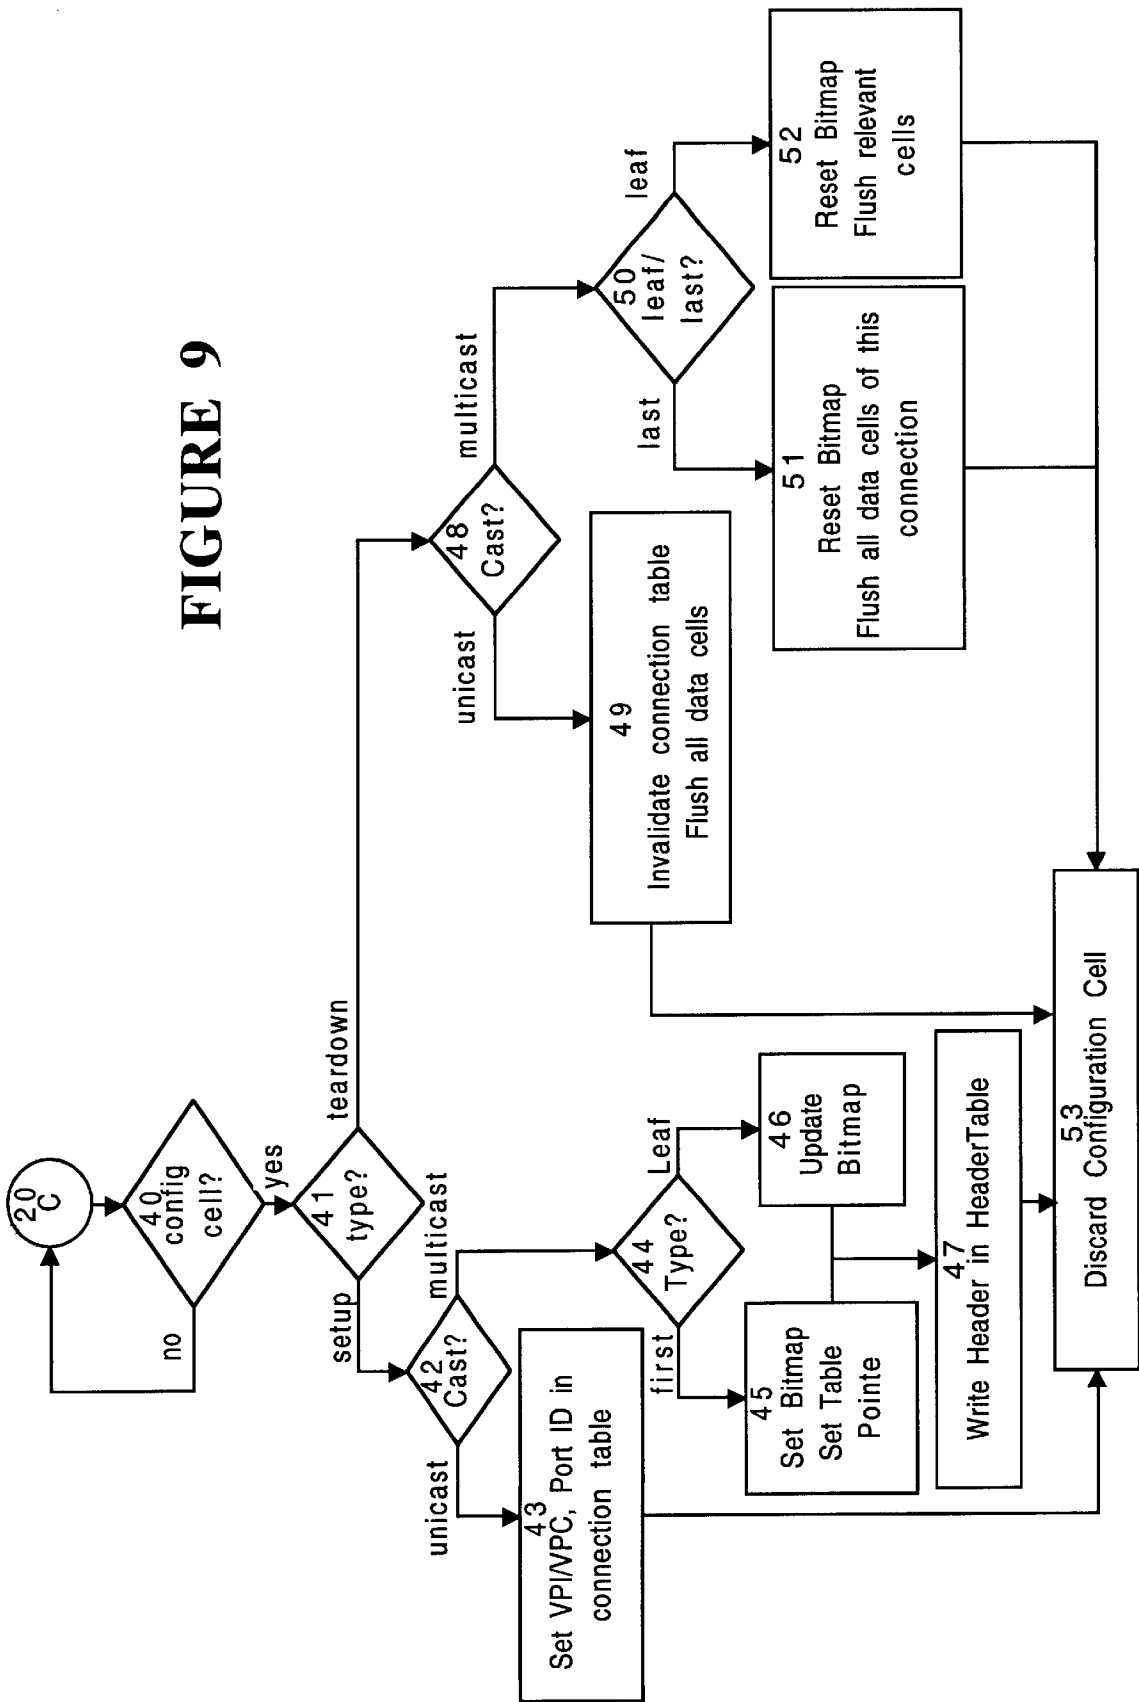 FIGURE 9
20
C
40
config
cell?
no
yes
41
type?
setup
teardown
42
Cast?
unicast
multicast
43
Set VPI/VPC, Port ID in
connection table
44
Type?
first
Leaf
45
Set Bitmap
Set Table
Pointe
46
Update
Bitmap
47
Write Header in HeaderTable
48
Cast?
unicast
multicast
49
Invalidate connection table
Flush all data cells
50
leaf/
last?
last
leaf
51
Reset Bitmap
Flush all data cells of this
connection
52
Reset Bitmap
Flush relevant
cells
53
Discard Configuration Cell